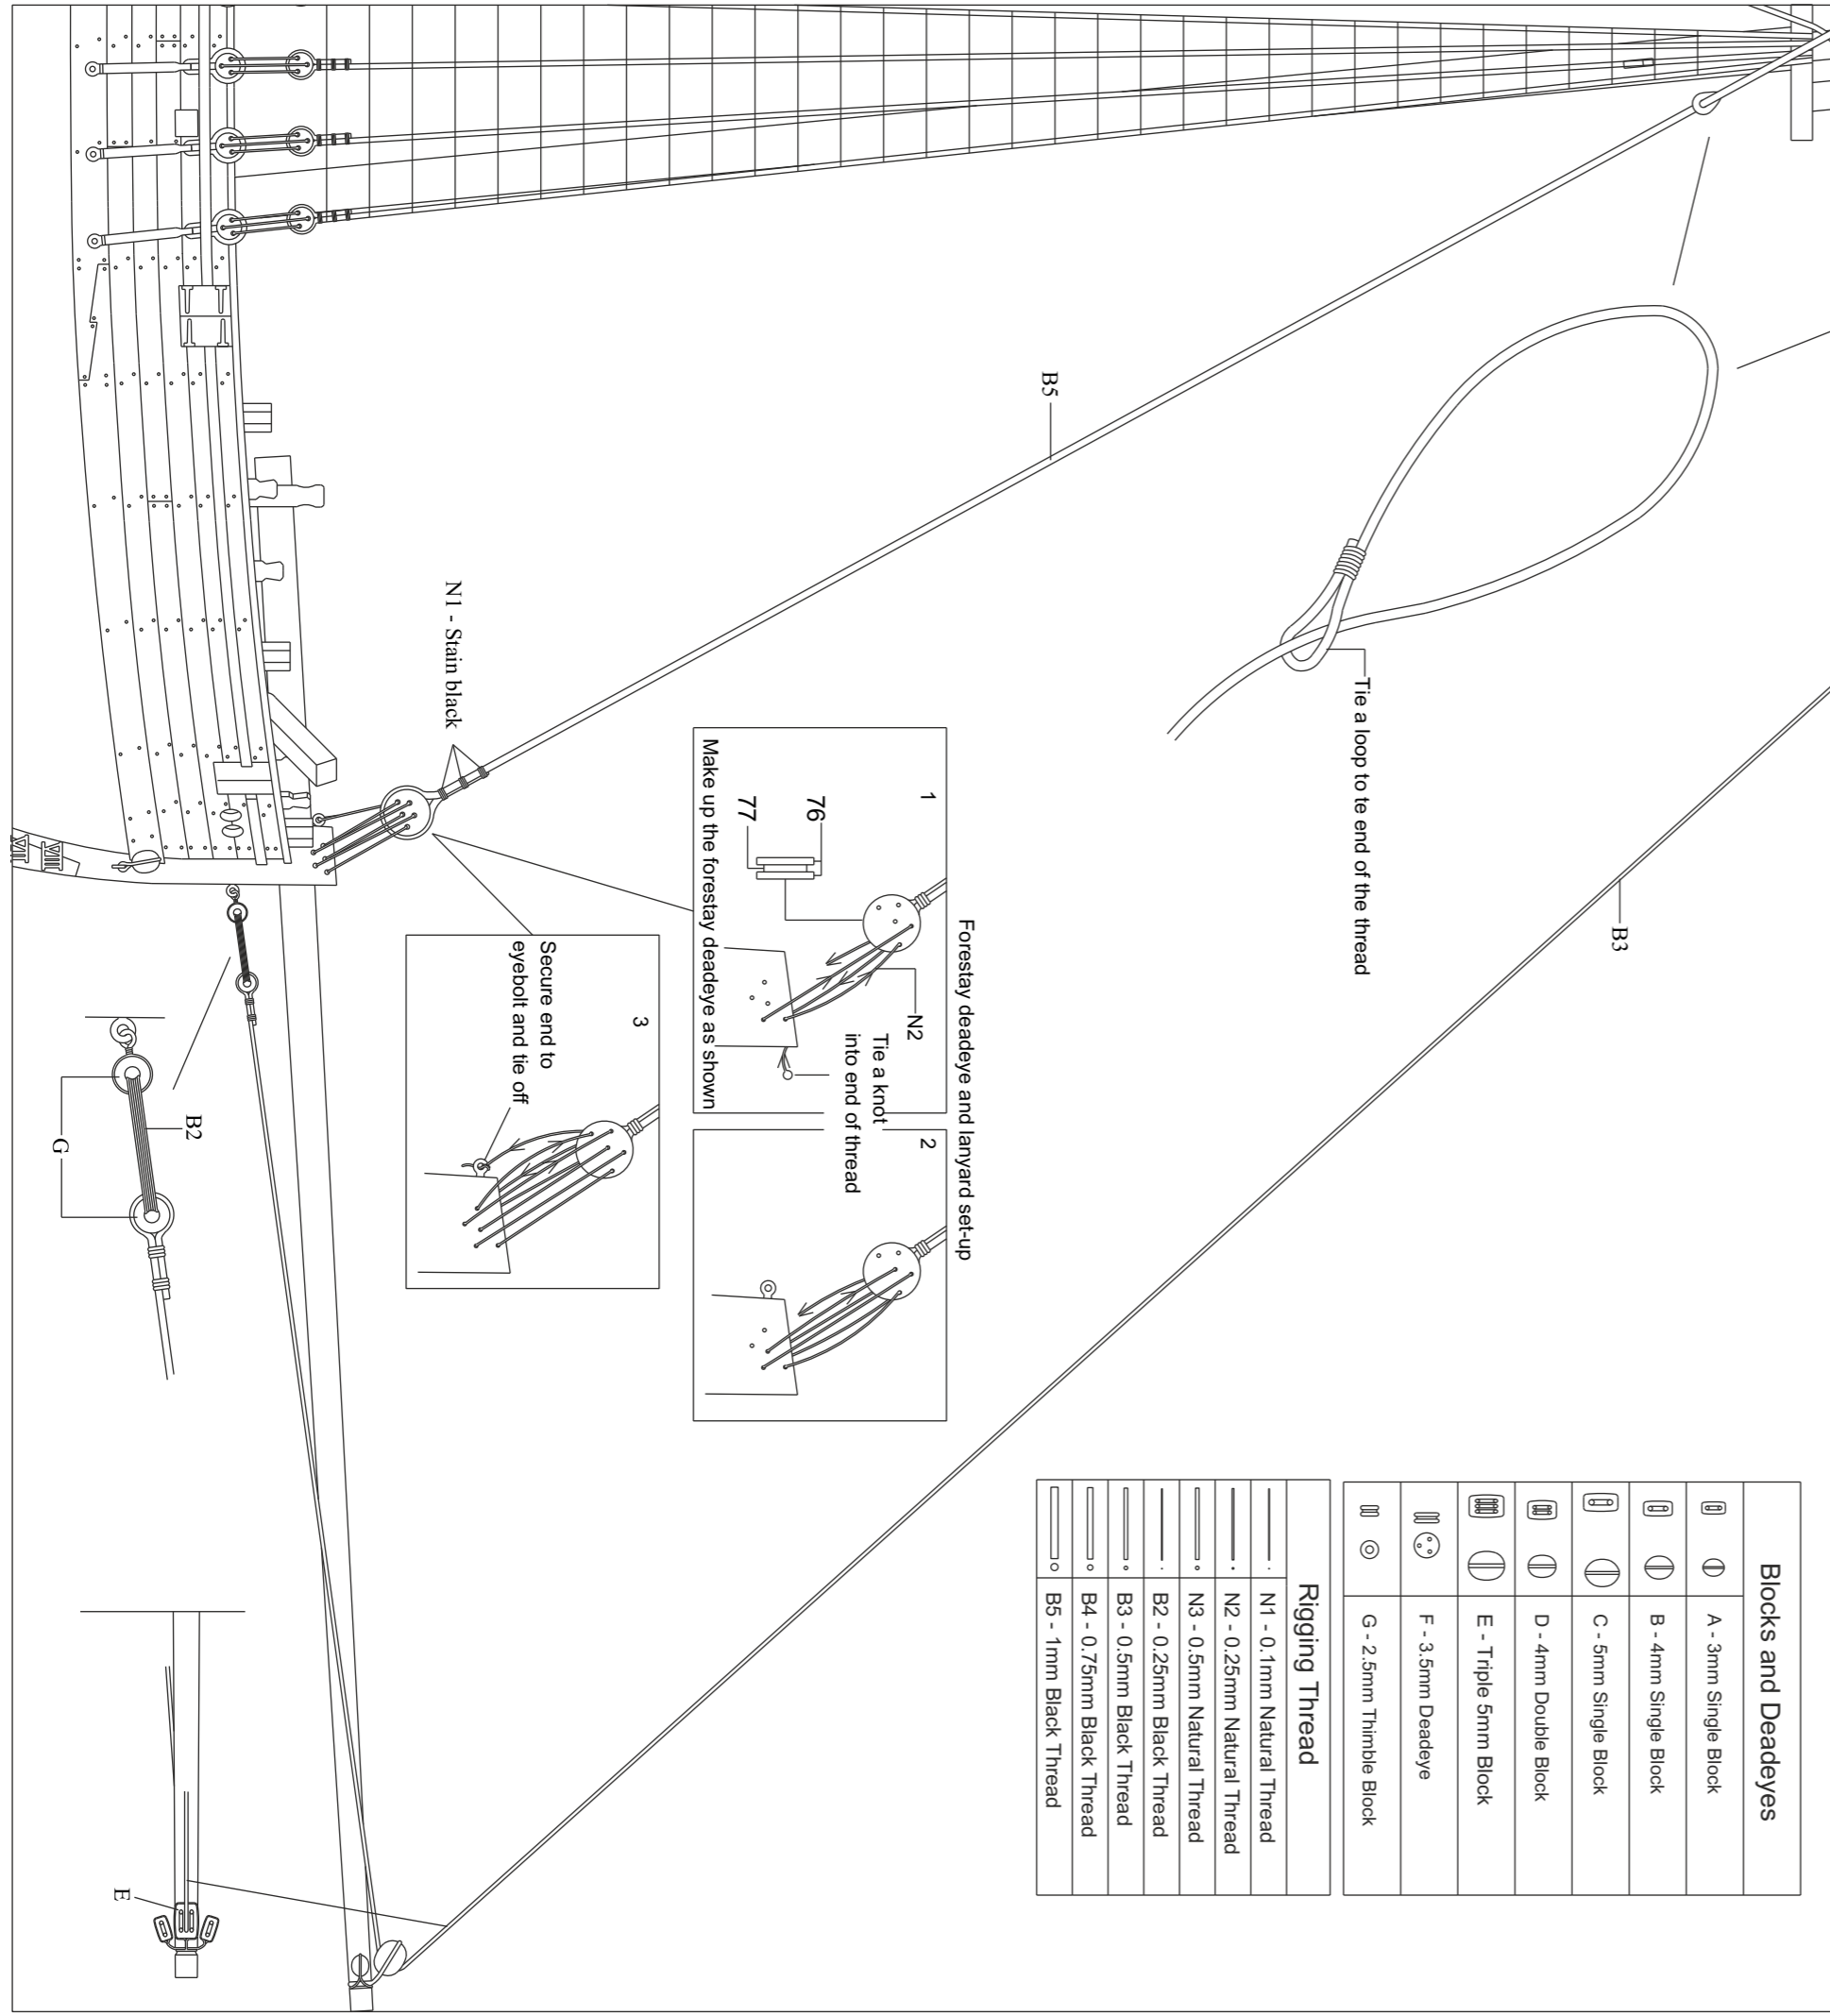 B5
N1 - Stain black
Tie a loop to te end of the thread
B3
Forestay deadeye and lanyard set-up
1
76
77
N2
Tie a knot
into end of thread
Make up the forestay deadeye as shown
2
3
Secure end to
eyebolt and tie off
B2
G
E
VIII
VII
Blocks and Deadeyes
A - 3mm Single Block
B - 4mm Single Block
C - 5mm Single Block
D - 4mm Double Block
E - Triple 5mm Block
F - 3.5mm Deadeye
G - 2.5mm Thimble Block
Rigging Thread
N1 - 0.1mm Natural Thread
N2 - 0.25mm Natural Thread
N3 - 0.5mm Natural Thread
B2 - 0.25mm Black Thread
B3 - 0.5mm Black Thread
B4 - 0.75mm Black Thread
B5 - 1mm Black Thread